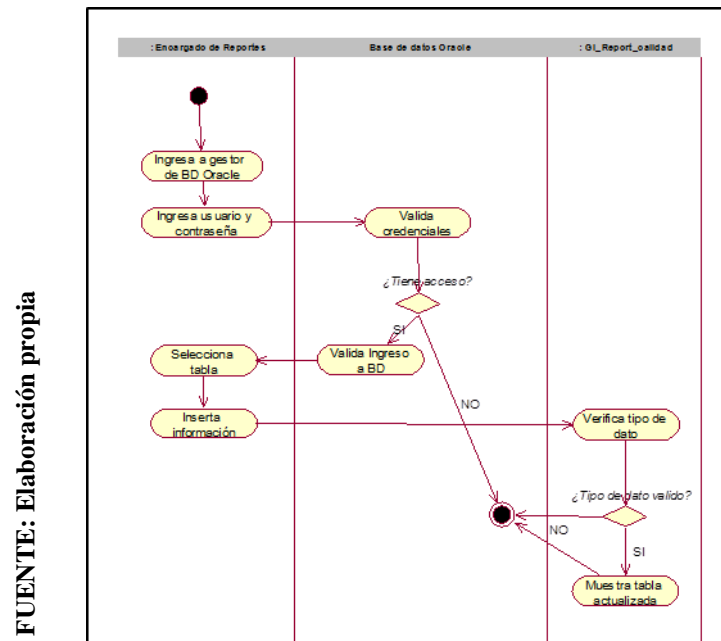 : Encargado de Reportes
Base de datos Oracle
: GI_Report_calidad
Ingresa a gestor
de BD Oracle
Ingresa usuario y
contraseña
Valida
credenciales
¿Tiene acceso?
SI
Valida Ingreso
a BD
Selecciona
tabla
Inserta
información
NO
Verifica tipo de
dato
¿Tipo de dato valido?
NO
SI
Muestra tabla
actualizada
FUENTE: Elaboración propia